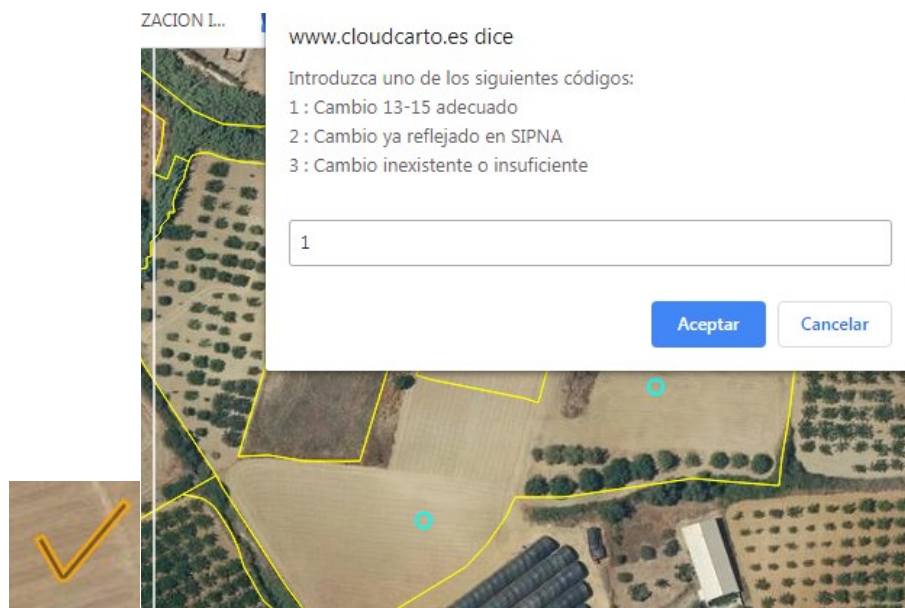 ZACION I...
www.cloudcarto.es dice
Introduzca uno de los siguientes códigos:
1 : Cambio 13-15 adecuado
2 : Cambio ya reflejado en SIPNA
3 : Cambio inexistente o insuficiente
1
Aceptar Cancelar